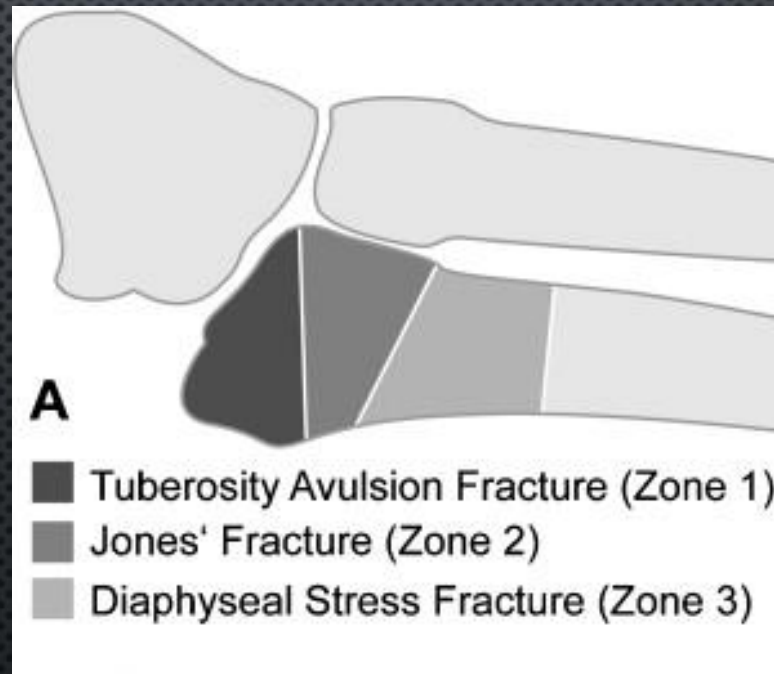 A
Tuberosity Avulsion Fracture (Zone 1)
Jones‘ Fracture (Zone 2)
Diaphyseal Stress Fracture (Zone 3)